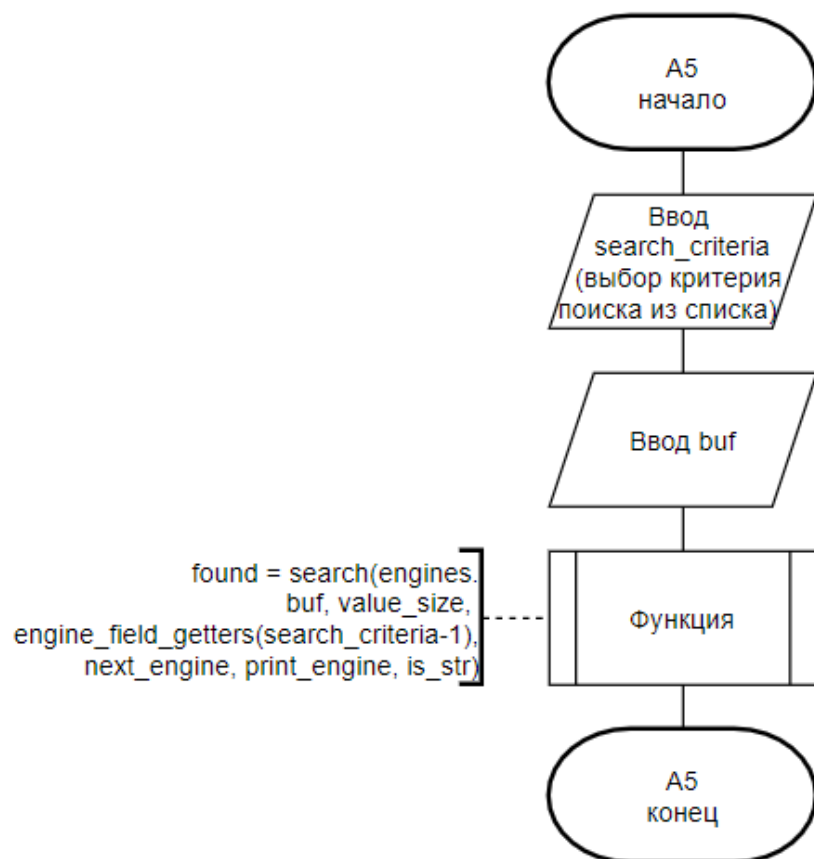 А5
начало
Ввод
search_criteria
(выбор критерия
поиска из списка)
Ввод buf
found = search(engines.
buf, value_size,
engine_field_getters(search_criteria-1),
next_engine, print_engine, is_str)
Функция
А5
конец